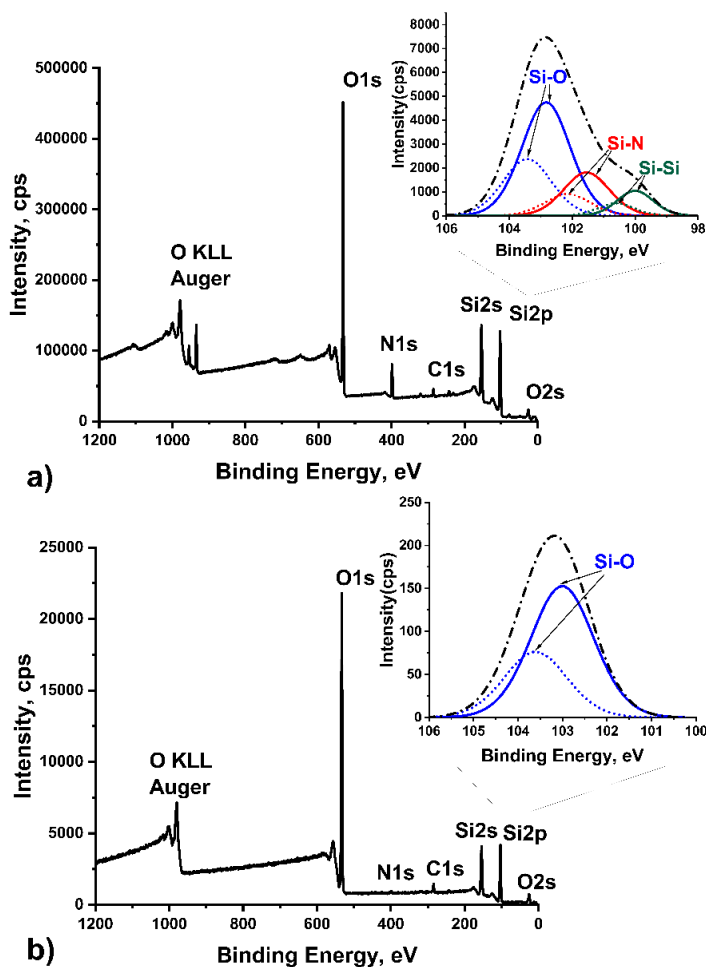 500000
400000
300000
200000
100000
0
Intensity, cps
O1s
O KLL
Auger
N1s
C1s
Si2s
Si2p
O2s
1200 1000 800 600 400 200 0
Binding Energy, eV
a)
8000
7000
6000
5000
4000
3000
2000
1000
0
Intensity(cps)
Si-O
Si-N
Si-Si
106 104 102 100 98
Binding Energy, eV
25000
20000
15000
10000
5000
0
Intensity, cps
O1s
O KLL
Auger
N1s
C1s
Si2s
Si2p
O2s
1200 1000 800 600 400 200 0
Binding Energy, eV
b)
250
200
150
100
50
0
Intensity(cps)
Si-O
106 105 104 103 102 101 100
Binding Energy, eV